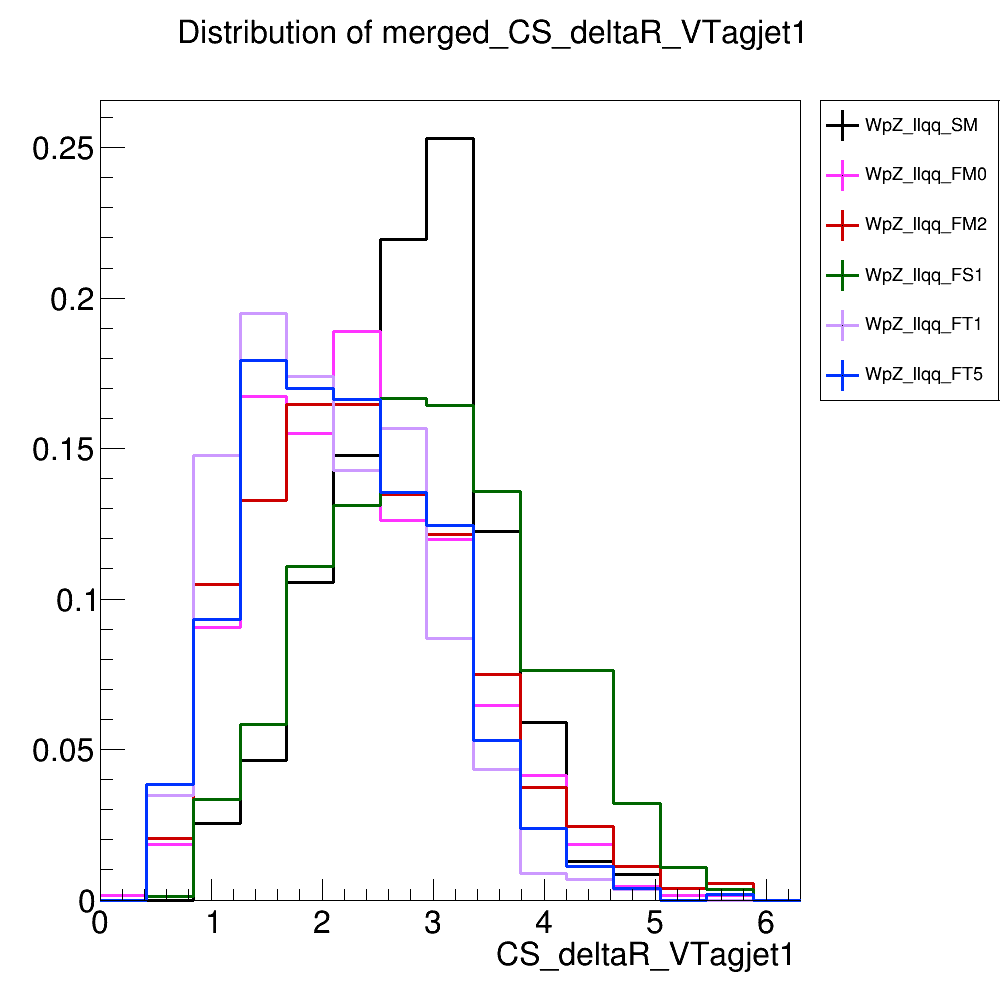 Distribution of merged_CS_deltaR_VTagjet1
0.25
0.2
0.15
0.1
0.05
0
0 1 2 3 4 5 6
CS_deltaR_VTagjet1
WpZ_llqq_SM
WpZ_llqq_FM0
WpZ_llqq_FM2
WpZ_llqq_FS1
WpZ_llqq_FT1
WpZ_llqq_FT5